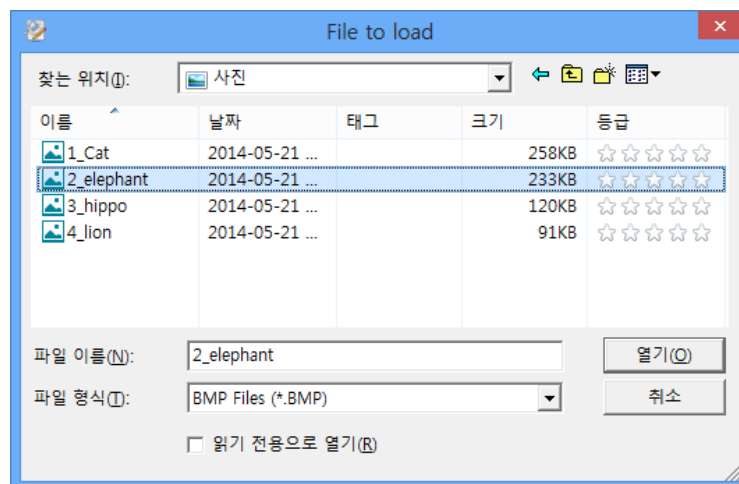 File to load
찾는 위치(I): 사진
이름 날짜 태그 크기 등급
1_Cat 2014-05-21 ... 258KB
2_elephant 2014-05-21 ... 233KB
3_hippo 2014-05-21 ... 120KB
4_lion 2014-05-21 ... 91KB
파일 이름(N): 2_elephant 열기(O)
파일 형식(T): BMP Files (*.BMP) 취소
읽기 전용으로 열기(R)